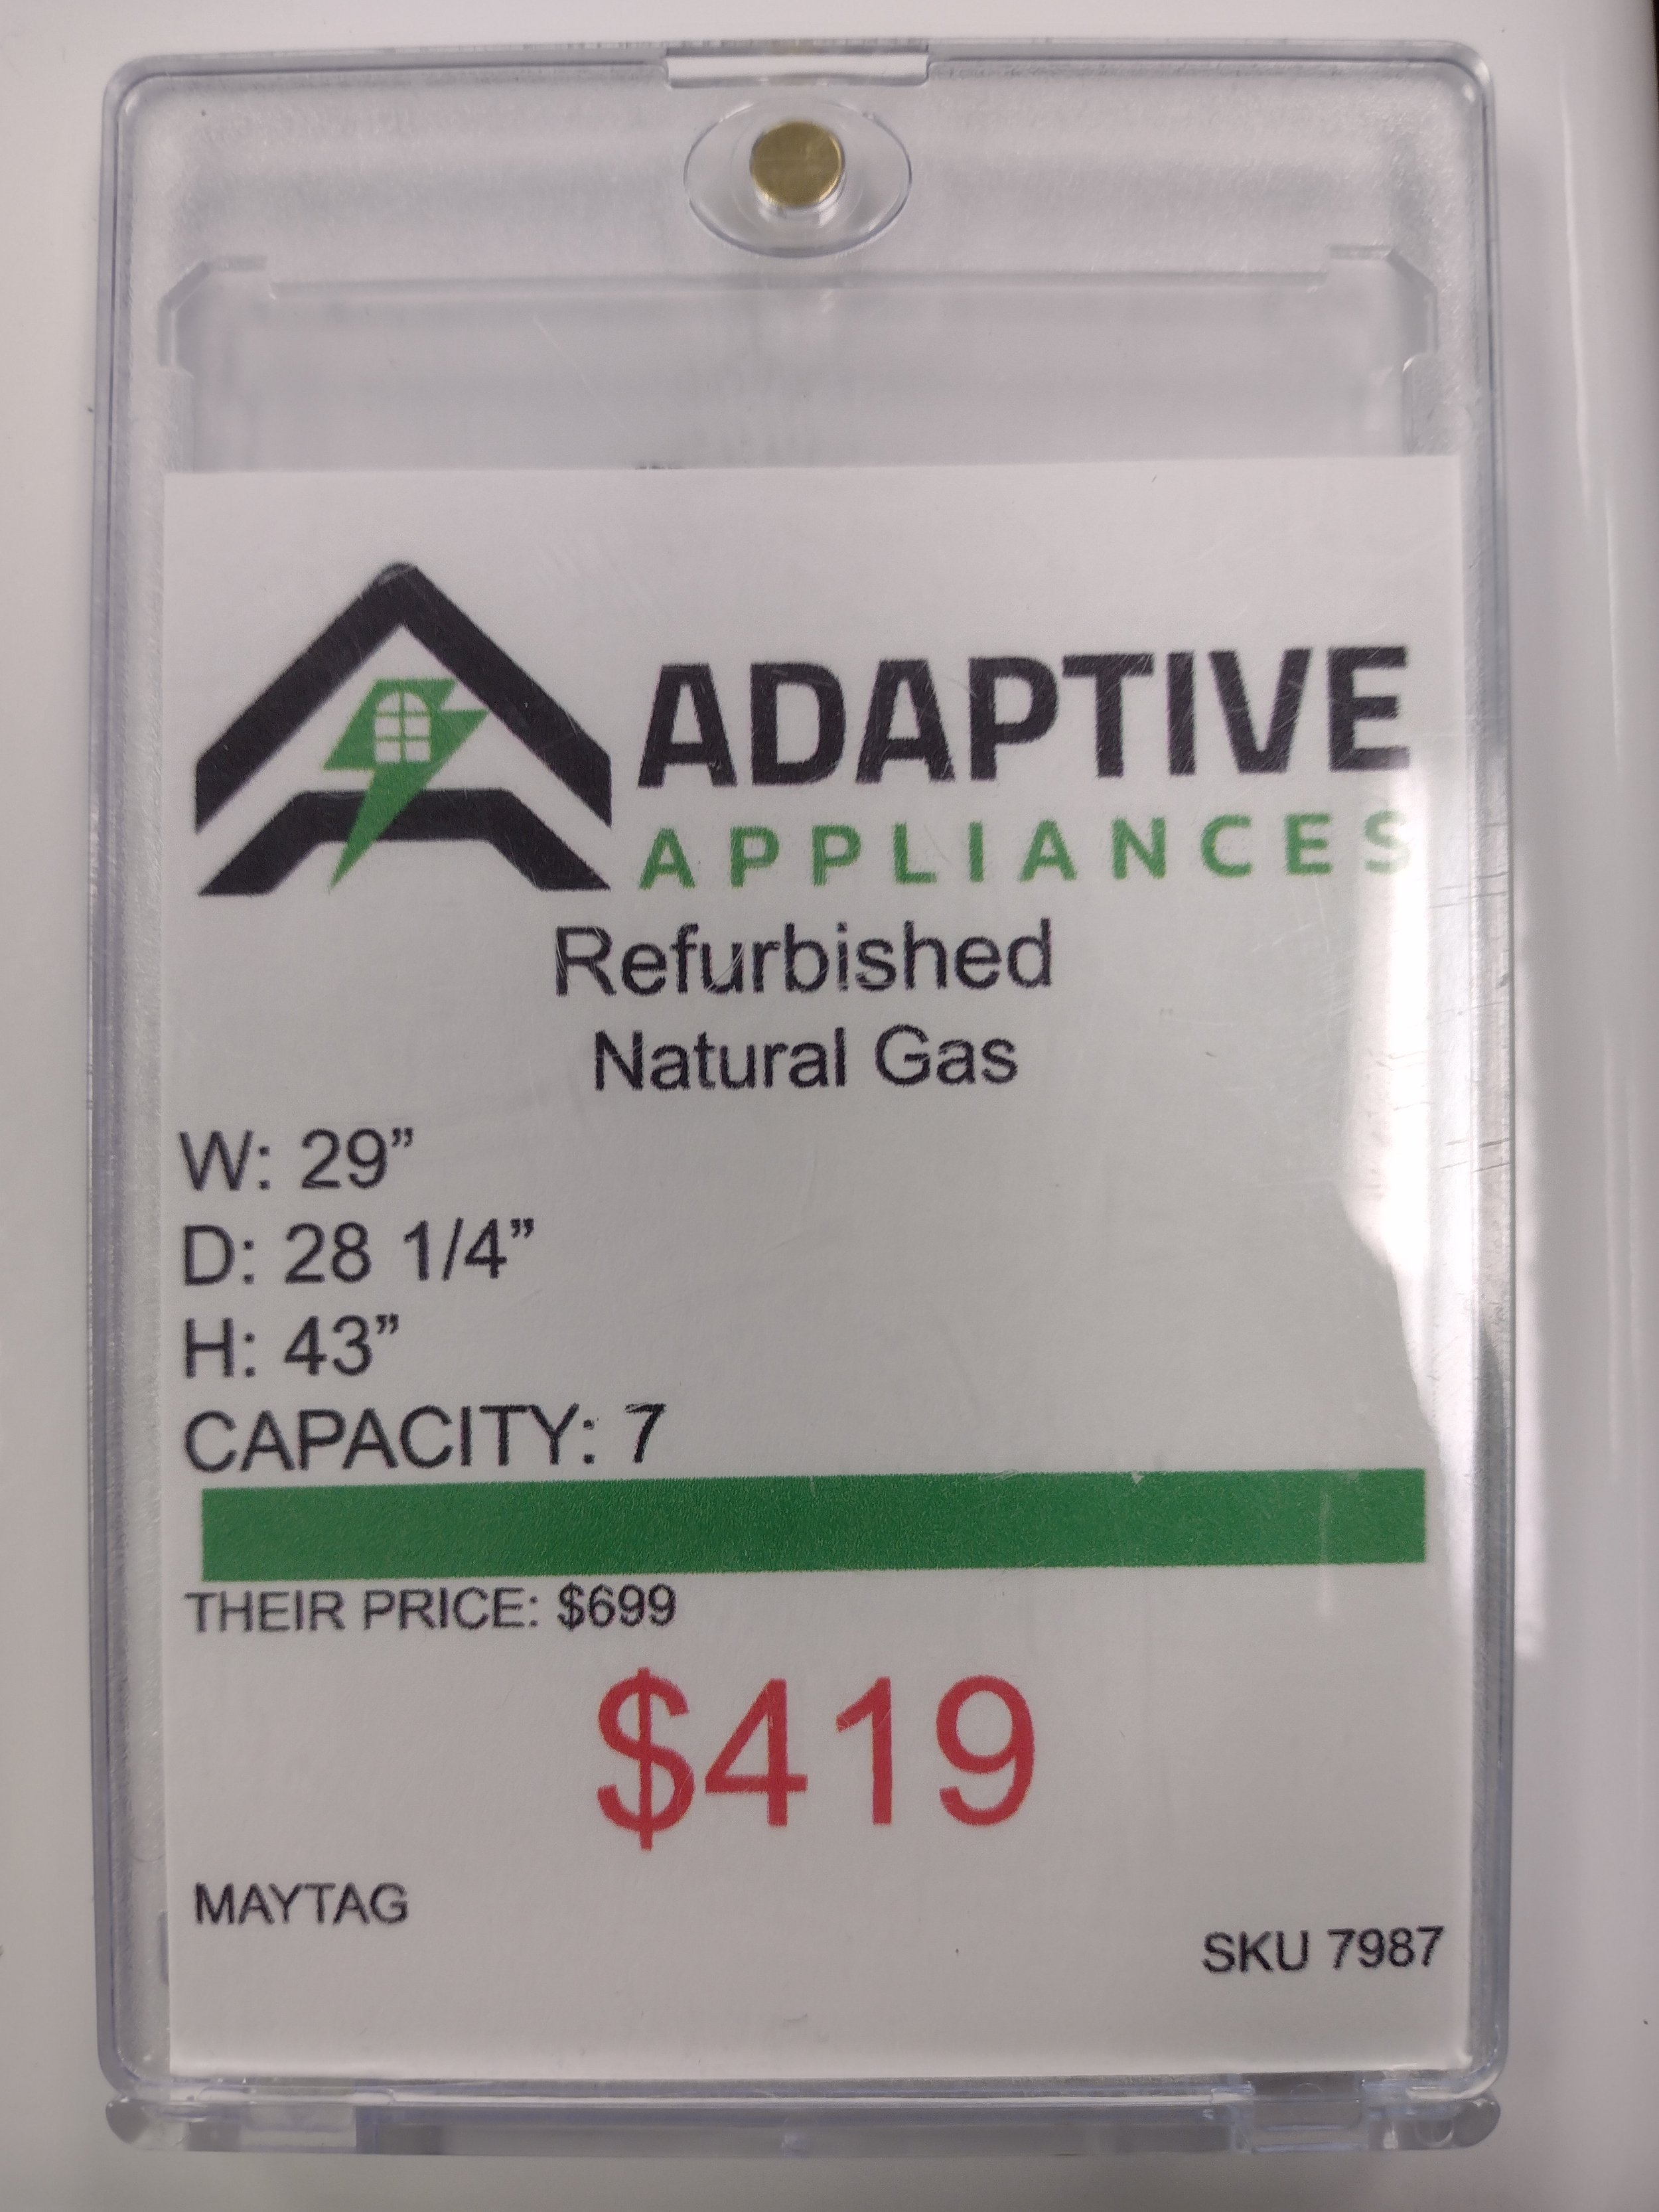 ADAPTIVE
APPLIANCES
Refurbished
Natural Gas
W: 29”
D: 28 1/4”
H: 43”
CAPACITY: 7
THEIR PRICE: $699
$419
MAYTAG
SKU 7987